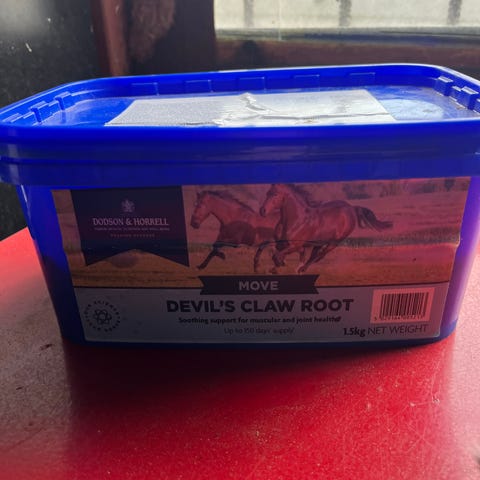 DODSON & HORRELL
MOVE
DEVIL'S CLAW ROOT
Soothing support for muscular and joint health
Up to 150 days' supply
1.5kg NET WEIGHT